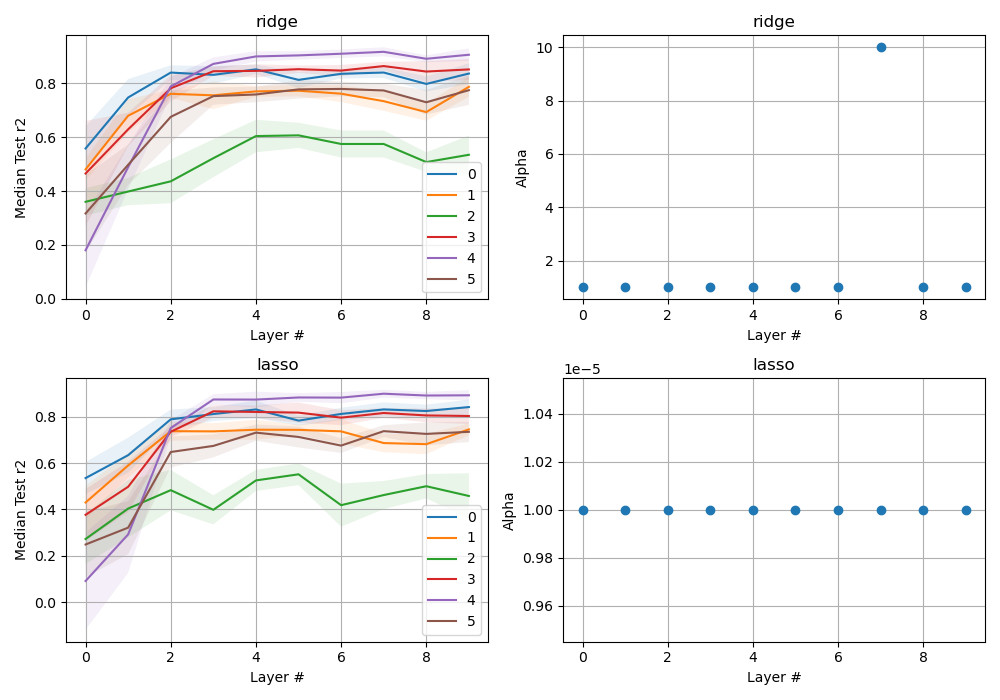 ridge
Median Test r2
0.8
0.6
0.4
0.2
0.0
0 2 4 6 8
Layer #
0
1
2
3
4
5
ridge
Alpha
10
8
6
4
2
0 2 4 6 8
Layer #
lasso
Median Test r2
0.8
0.6
0.4
0.2
0.0
0 2 4 6 8
Layer #
0
1
2
3
4
5
lasso
1e−5
Alpha
1.04
1.02
1.00
0.98
0.96
0 2 4 6 8
Layer #